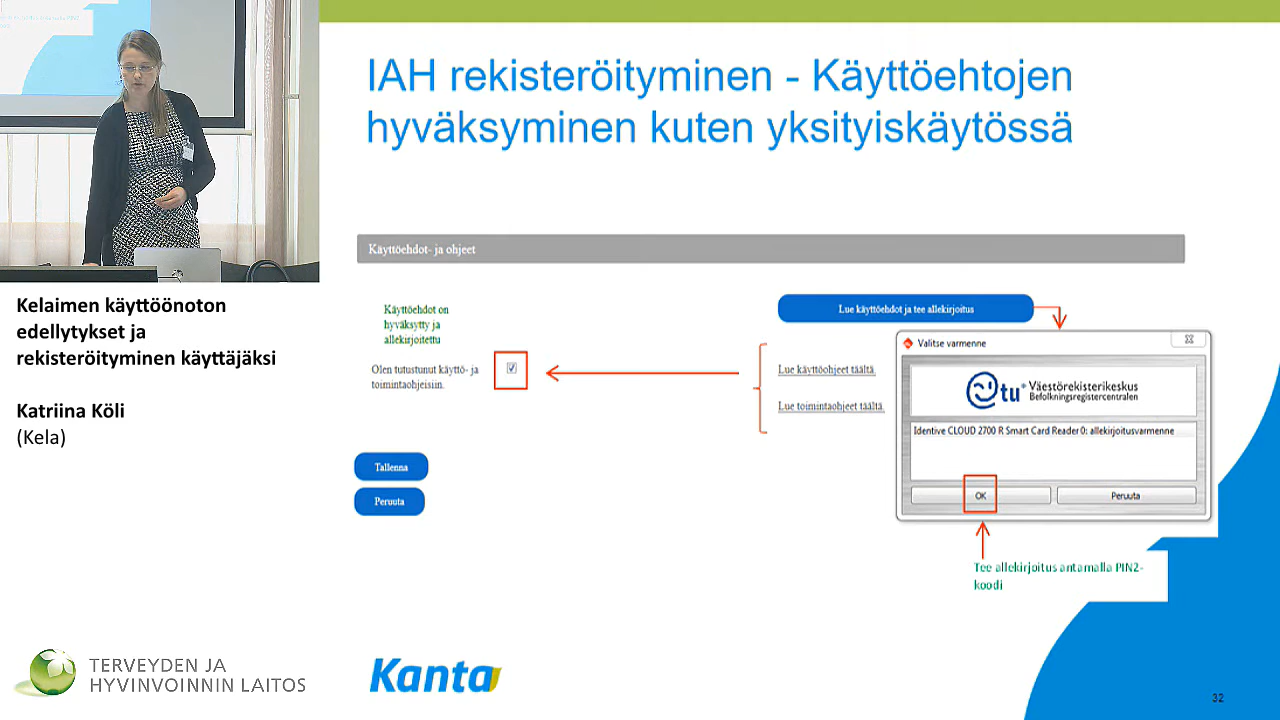 IAH rekisteröityminen - Käyttöehtojen
hyväksyminen kuten yksityiskäytössä
Käyttöehdot- ja ohjeet
Käyttöehdot on
hyväksytty ja
allekirjoitettu
Olen tutustunut käyttö- ja
toimintaohjeisiin.
Lue käyttöehdot ja tee allekirjoitus
Lue käyttöohjeet täältä.
Lue toimintaohjeet täältä.
Valitse varmenne
etu
Väestörekisterikeskus
Befolkningsregistercentralen
Identive CLOUD 2700 R Smart Card Reader 0: allekirjoitusvarmenne
OK
Peruuta
Tee allekirjoitus antamalla PIN2-
koodi
Tallenna
Peruuta
Kelaimen käyttöönoton
edellytykset ja
rekisteröityminen käyttäjäksi
Katriina Köli
(Kela)
TERVEYDEN JA
HYVINVOINNIN LAITOS
Kanta
32